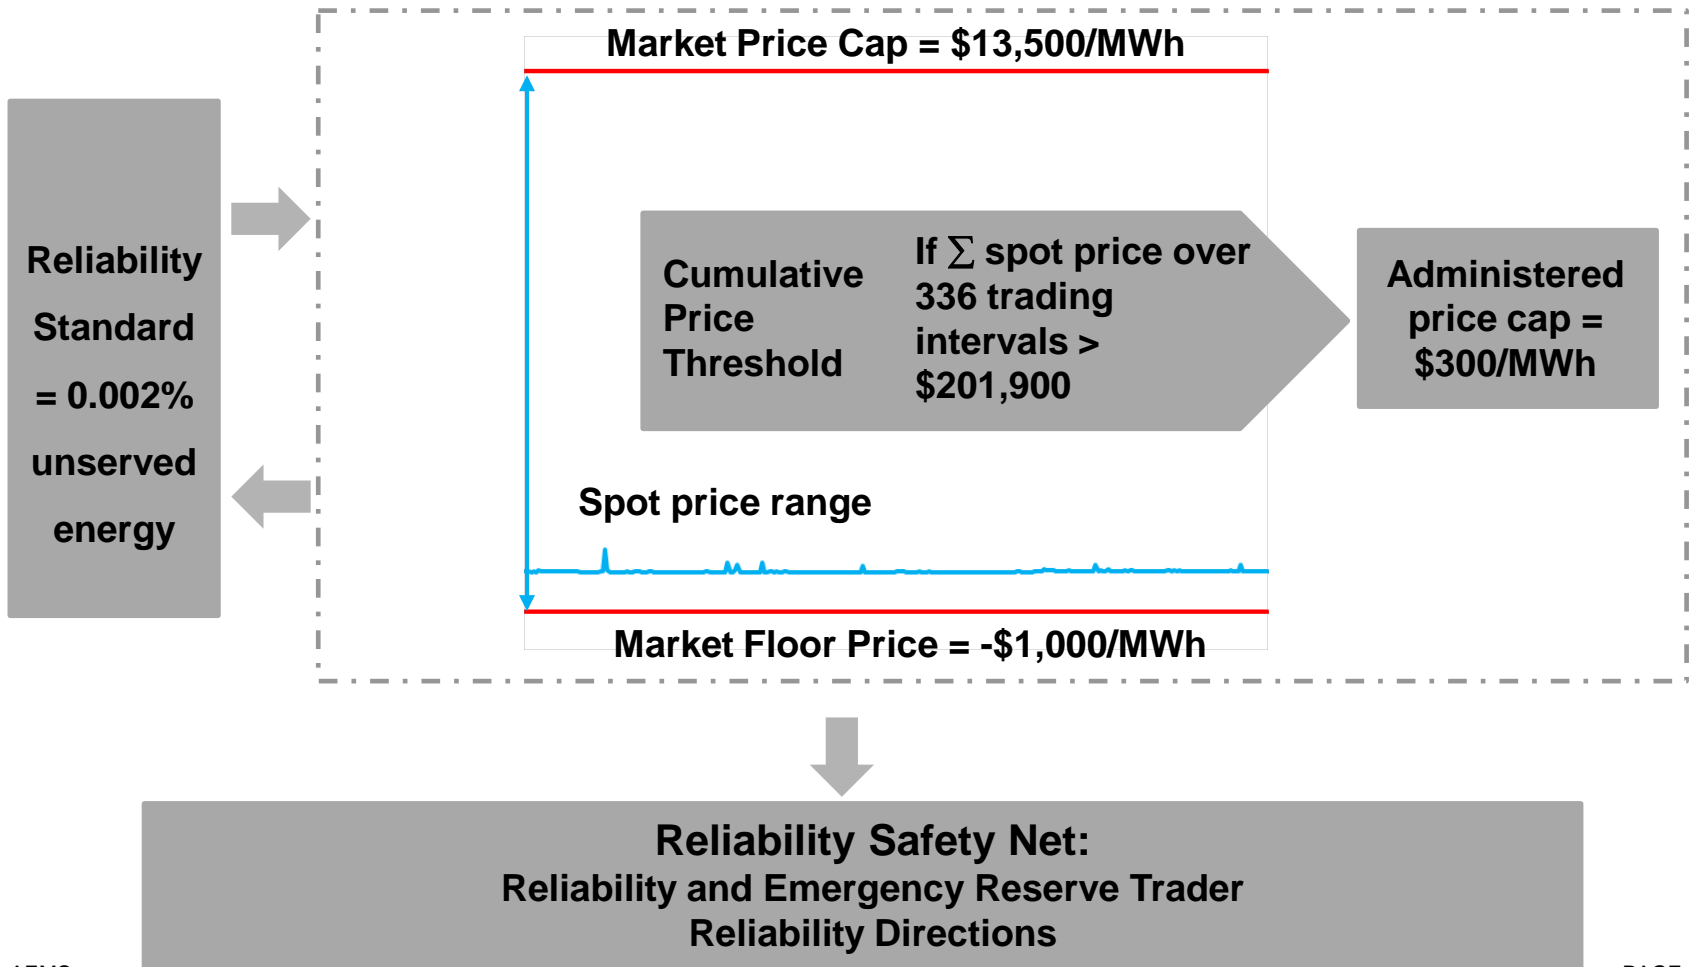 Market Price Cap = $13,500/MWh
Reliability
Standard
= 0.002%
unserved
energy
Cumulative
Price
Threshold
If ∑ spot price over
336 trading
intervals >
$201,900
Administered
price cap =
$300/MWh
Spot price range
Market Floor Price = -$1,000/MWh
Reliability Safety Net:
Reliability and Emergency Reserve Trader
Reliability Directions